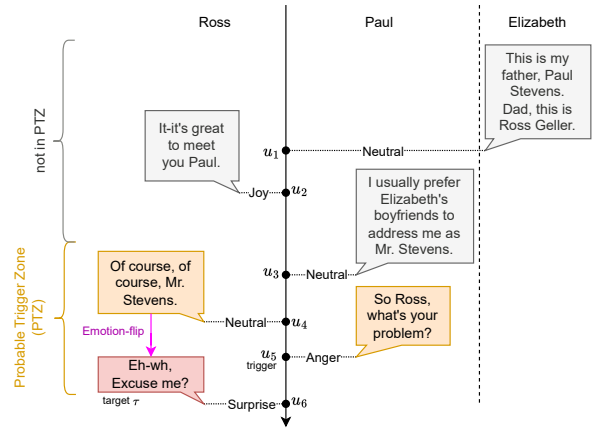 Ross Paul Elizabeth
This is my
father, Paul
Stevens.
Dad, this is
Ross Geller.
not in PTZ
u1 Neutral
It-it's great
to meet
you Paul.
Joy u2
I usually prefer
Elizabeth's
boyfriends to
address me as
Mr. Stevens.
u3 Neutral
Probable Trigger Zone
(PTZ)
Of course, of
course, Mr.
Stevens.
Neutral u4
So Ross,
what's your
problem?
Emotion-flip
u5 Anger
trigger
Eh-wh,
Excuse me?
target τ
Surprise u6